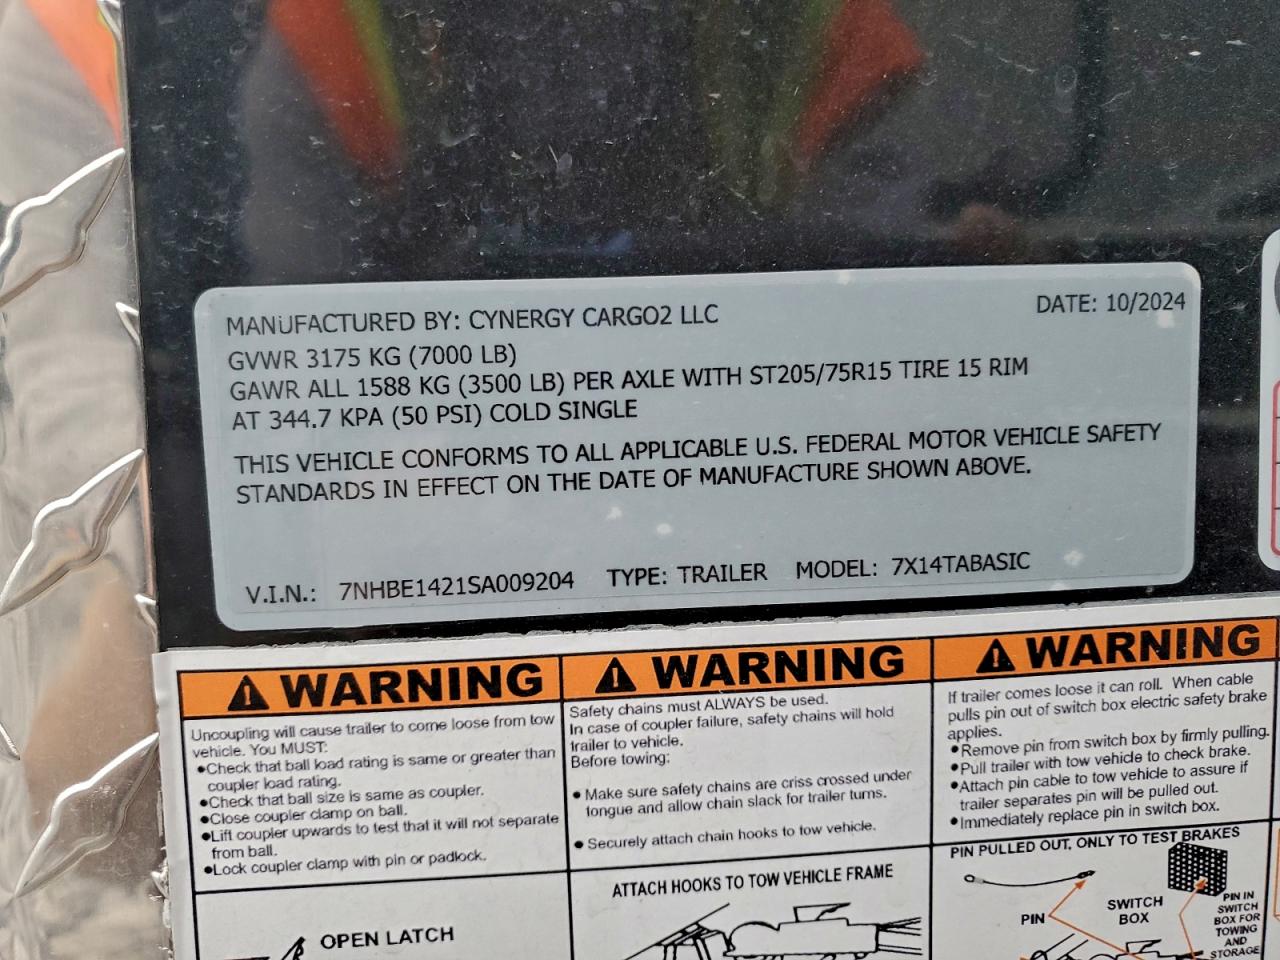 MANUFACTURED BY: CYNERGY CARGO2 LLC DATE: 10/2024
GVWR 3175 KG (7000 LB)
GAWR ALL 1588 KG (3500 LB) PER AXLE WITH ST205/75R15 TIRE 15 RIM
AT 344.7 KPA (50 PSI) COLD SINGLE
THIS VEHICLE CONFORMS TO ALL APPLICABLE U.S. FEDERAL MOTOR VEHICLE SAFETY
STANDARDS IN EFFECT ON THE DATE OF MANUFACTURE SHOWN ABOVE.
V.I.N.: 7NHBE1421SA009204 TYPE: TRAILER MODEL: 7X14TABASIC
WARNING
Uncoupling will cause trailer to come loose from tow
vehicle. You MUST:
•Check that ball load rating is same or greater than
coupler load rating.
•Check that ball size is same as coupler.
•Close coupler clamp on ball.
•Lift coupler upwards to test that it will not separate
from ball.
•Lock coupler clamp with pin or padlock.
OPEN LATCH
WARNING
Safety chains must ALWAYS be used.
In case of coupler failure, safety chains will hold
trailer to vehicle.
Before towing:
• Make sure safety chains are criss crossed under
tongue and allow chain slack for trailer turns.
• Securely attach chain hooks to tow vehicle.
ATTACH HOOKS TO TOW VEHICLE FRAME
WARNING
If trailer comes loose it can roll. When cable
pulls pin out of switch box electric safety brake
applies.
•Remove pin from switch box by firmly pulling.
•Pull trailer with tow vehicle to check brake.
•Attach pin cable to tow vehicle to assure if
trailer separates pin will be pulled out.
•Immediately replace pin in switch box.
PIN PULLED OUT, ONLY TO TEST BRAKES
PIN
SWITCH
BOX
PIN IN
SWITCH
BOX FOR
TOWING
AND
STORAGE